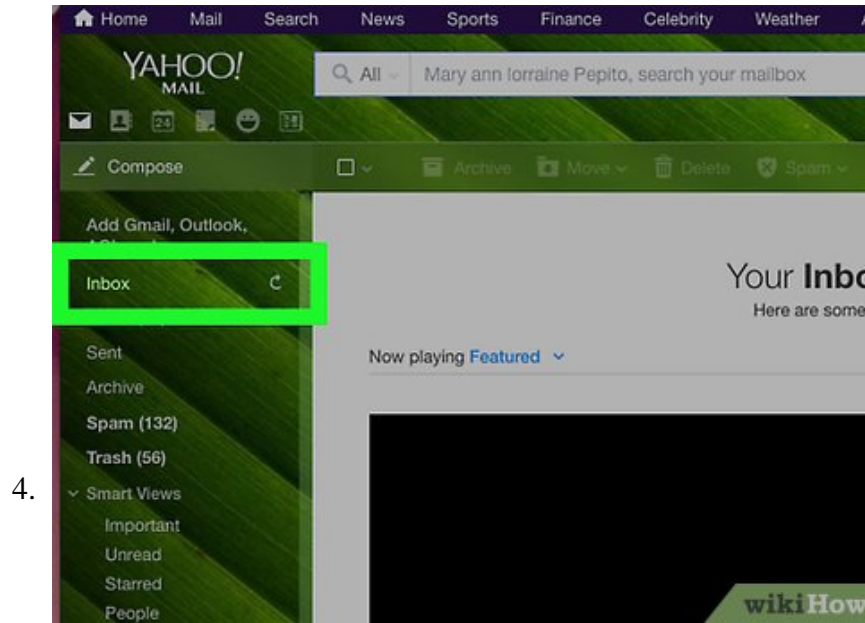 Home Mail Search News Sports Finance Celebrity Weather
YAHOO!
MAIL
All Mary ann lorraine Pepito, search your mailbox
24
Compose Archive Move Delete Spam
Add Gmail, Outlook,
Inbox
Your Inbo
Here are some
Sent
Now playing Featured
Archive
Spam (132)
Trash (56)
4.
Smart Views
Important
Unread
Starred
People
wikiHow